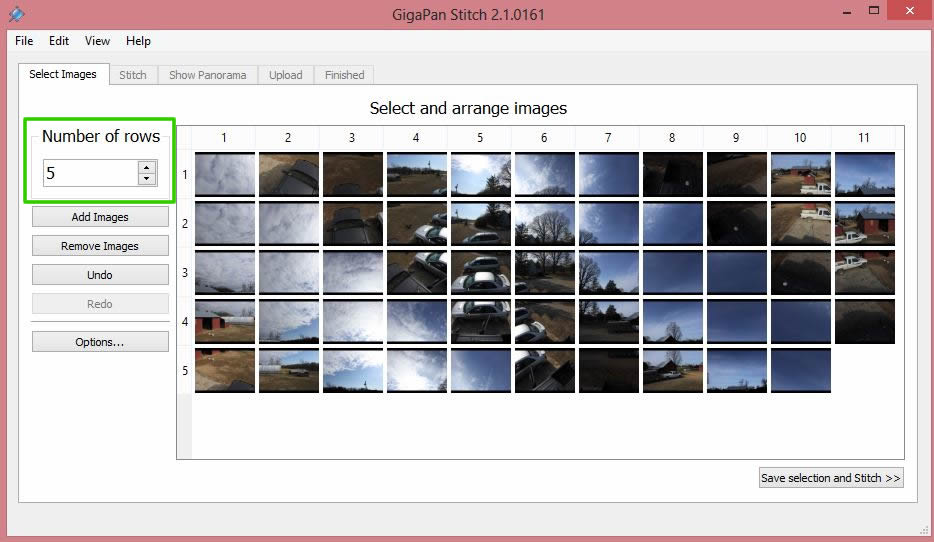 GigaPan Stitch 2.1.0161
File Edit View Help
Select Images Stitch Show Panorama Upload Finished
Select and arrange images
Number of rows
5
Add Images
Remove Images
Undo
Redo
Options...
1 2 3 4 5 6 7 8 9 10 11
1
2
3
4
5
Save selection and Stitch >>